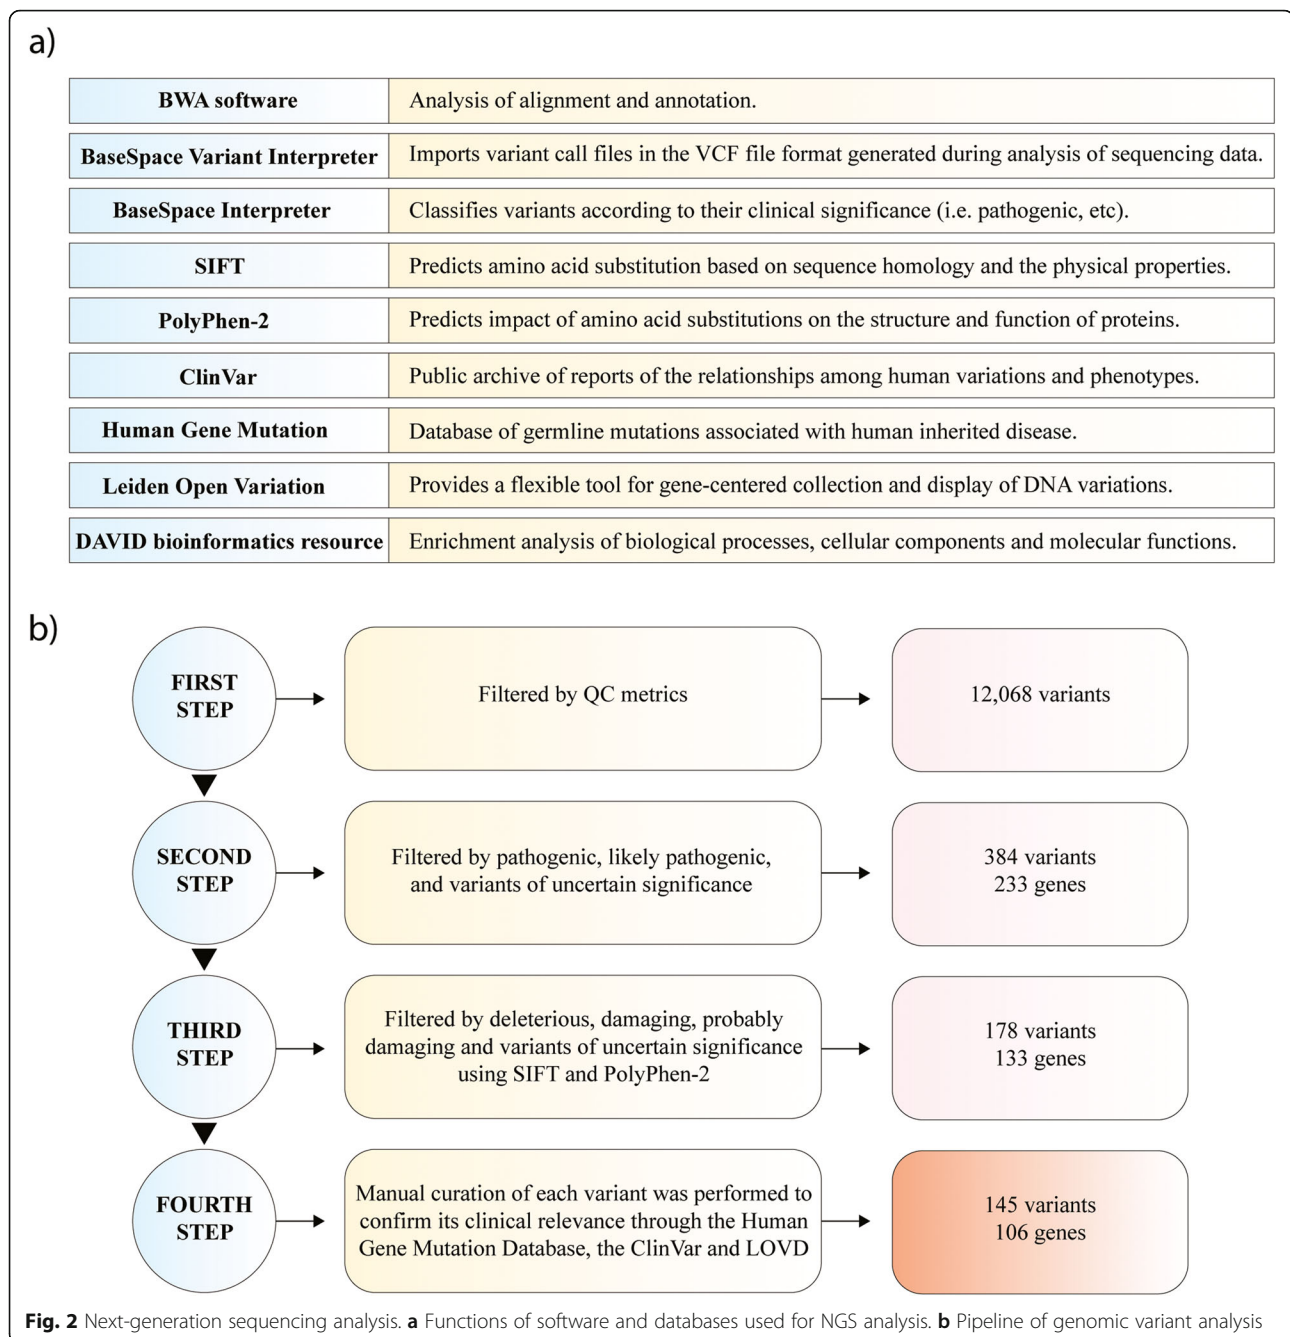 a)
BWA software
Analysis of alignment and annotation.
BaseSpace Variant Interpreter
Imports variant call files in the VCF file format generated during analysis of sequencing data.
BaseSpace Interpreter
Classifies variants according to their clinical significance (i.e. pathogenic, etc).
SIFT
Predicts amino acid substitution based on sequence homology and the physical properties.
PolyPhen-2
Predicts impact of amino acid substitutions on the structure and function of proteins.
ClinVar
Public archive of reports of the relationships among human variations and phenotypes.
Human Gene Mutation
Database of germline mutations associated with human inherited disease.
Leiden Open Variation
Provides a flexible tool for gene-centered collection and display of DNA variations.
DAVID bioinformatics resource
Enrichment analysis of biological processes, cellular components and molecular functions.
b)
FIRST
STEP
Filtered by QC metrics
12,068 variants
SECOND
STEP
Filtered by pathogenic, likely pathogenic,
and variants of uncertain significance
384 variants
233 genes
THIRD
STEP
Filtered by deleterious, damaging, probably
damaging and variants of uncertain significance
using SIFT and PolyPhen-2
178 variants
133 genes
FOURTH
STEP
Manual curation of each variant was performed to
confirm its clinical relevance through the Human
Gene Mutation Database, the ClinVar and LOVD
145 variants
106 genes
Fig. 2 Next-generation sequencing analysis. a Functions of software and databases used for NGS analysis. b Pipeline of genomic variant analysis